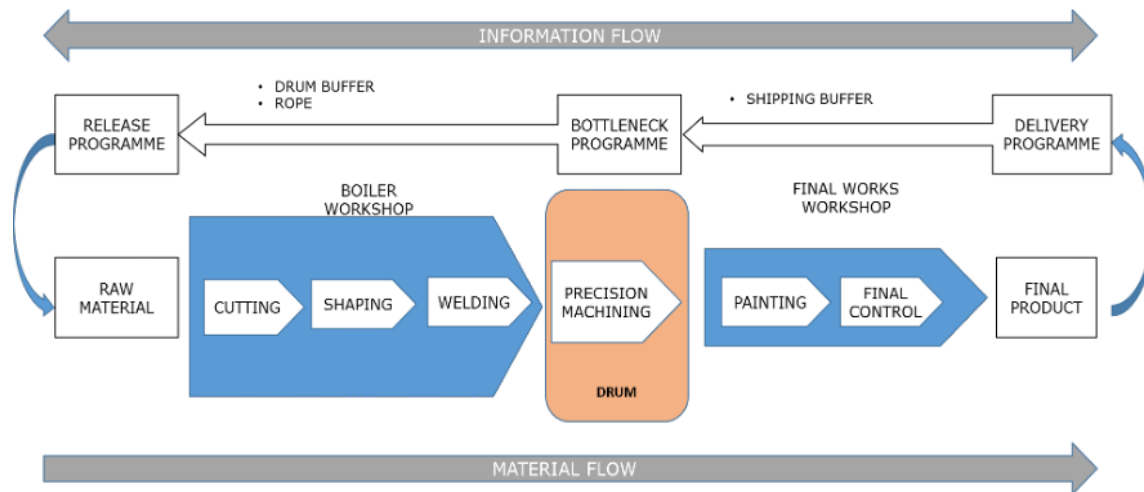 INFORMATION FLOW
• DRUM BUFFER
• ROPE
• SHIPPING BUFFER
RELEASE
PROGRAMME
BOTTLENECK
PROGRAMME
DELIVERY
PROGRAMME
BOILER
WORKSHOP
FINAL WORKS
WORKSHOP
RAW
MATERIAL
CUTTING
SHAPING
WELDING
PRECISION
MACHINING
PAINTING
FINAL
CONTROL
FINAL
PRODUCT
DRUM
MATERIAL FLOW